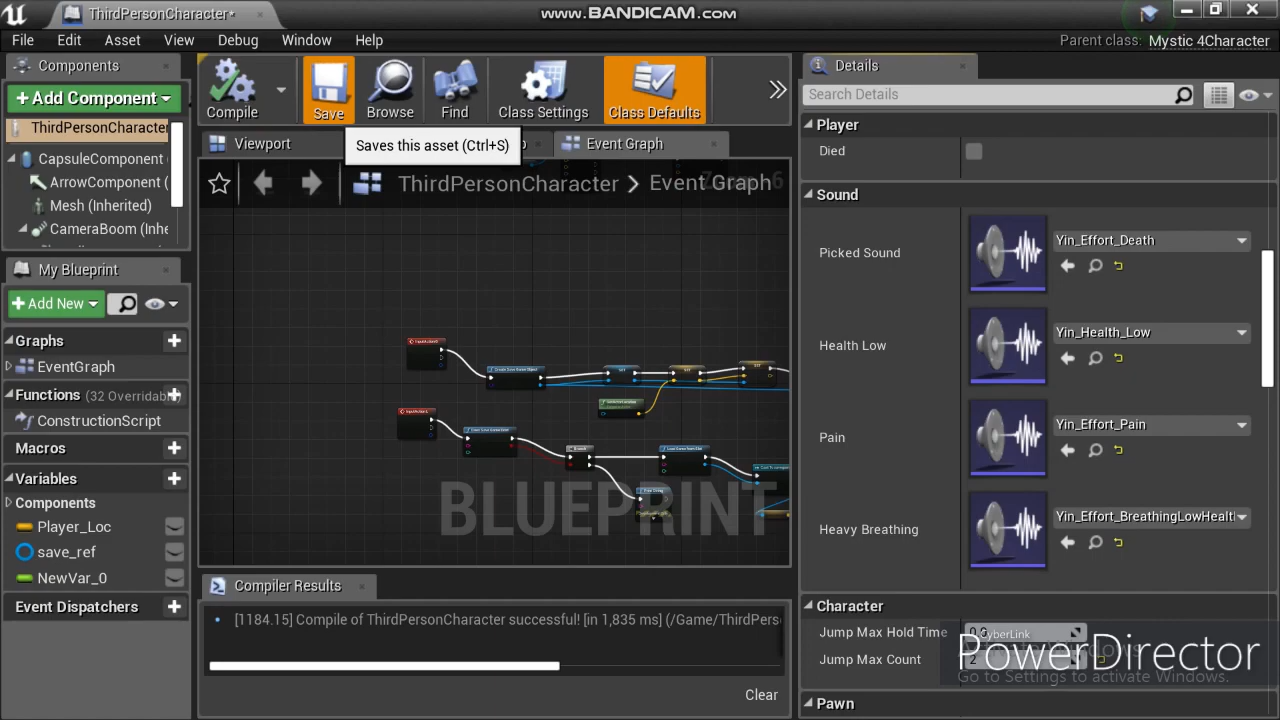 ThirdPersonCharacter*
www.BANDICAM.com
File Edit Asset View Debug Window Help
Parent class: Mystic 4Character
Components
+ Add Component
ThirdPersonCharacter
CapsuleComponent (
ArrowComponent (
Mesh (Inherited)
CameraBoom (Inhe
My Blueprint
+ Add New
Graphs
EventGraph
Functions (32 Overridab
ConstructionScript
Macros
Variables
Components
Player_Loc
save_ref
NewVar_0
Event Dispatchers
Compile
Save
Browse
Find
Class Settings
Class Defaults
Saves this asset (Ctrl+S)
Viewport
Event Graph
ThirdPersonCharacter > Event Graph
BLUEPRINT
Compiler Results
[1184.15] Compile of ThirdPersonCharacter successful! [in 1,835 ms] (/Game/ThirdPers
Clear
Details
Search Details
Player
Died
Sound
Picked Sound
Yin_Effort_Death
Health Low
Yin_Health_Low
Pain
Yin_Effort_Pain
Heavy Breathing
Yin_Effort_BreathingLowHealt
Character
Jump Max Hold Time
CyberLink
PowerDirector
Jump Max Count
2
Go to Settings to activate Windows.
Pawn